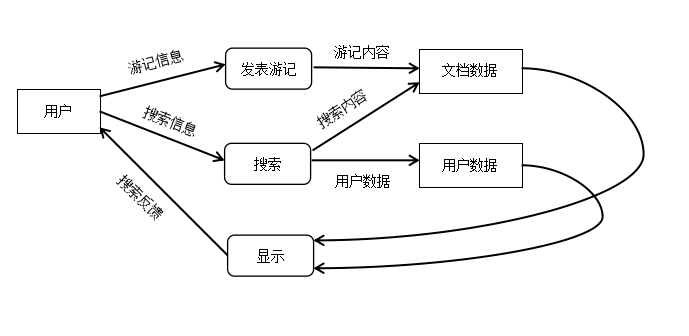 游记信息
发表游记
游记内容
文档数据
用户
搜索信息
搜索内容
搜索
用户数据
用户数据
搜索反馈
显示